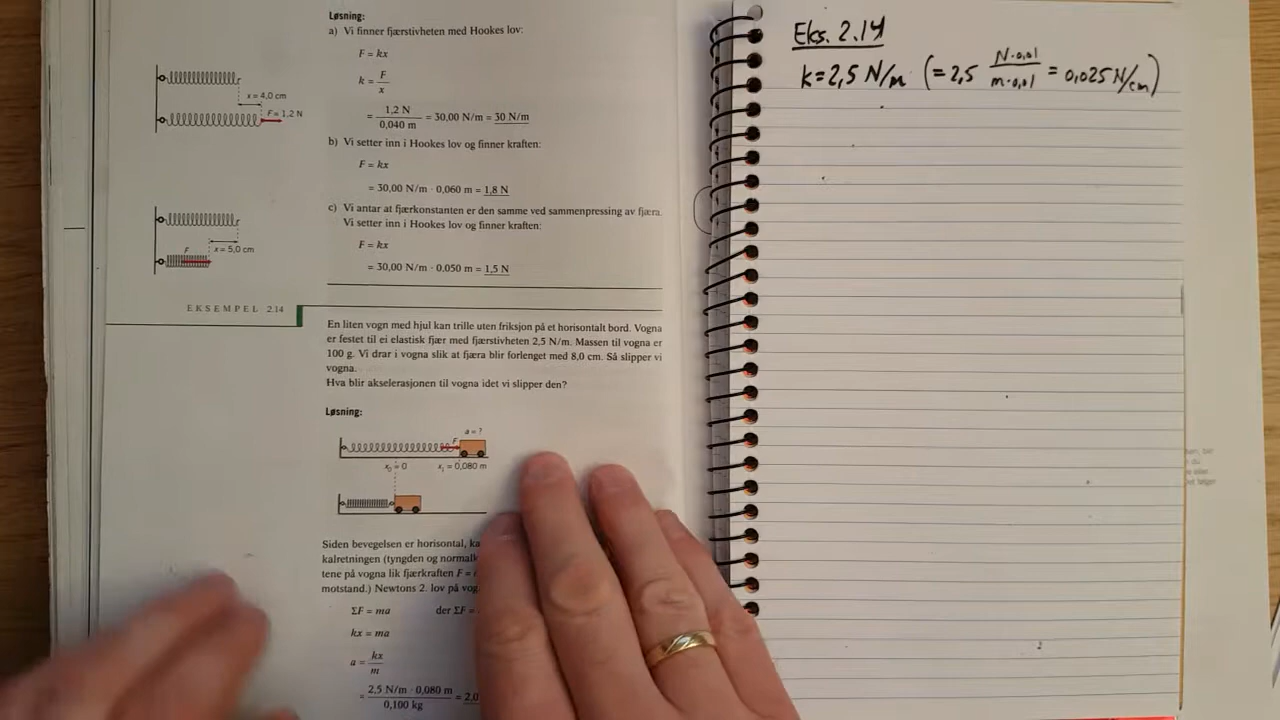 Løsning:
a) Vi finner fjærstivheten med Hookes lov:
F = kx
k = F/x
= 1,2 N / 0,040 m = 30,00 N/m = 30 N/m
x = 4,0 cm
F = 1,2 N
b) Vi setter inn i Hookes lov og finner kraften:
F = kx
= 30,00 N/m · 0,060 m = 1,8 N
c) Vi antar at fjærkonstanten er den samme ved sammenpressing av fjæra.
Vi setter inn i Hookes lov og finner kraften:
F = kx
= 30,00 N/m · 0.050 m = 1,5 N
F
x = 5,0 cm
EKSEMPEL 2.14
En liten vogn med hjul kan trille uten friksjon på et horisontalt bord. Vogna
er festet til ei elastisk fjær med fjærstivheten 2,5 N/m. Massen til vogna er
100 g. Vi drar i vogna slik at fjæra blir forlenget med 8,0 cm. Så slipper vi
vogna.
Hva blir akselerasjonen til vogna idet vi slipper den?
Løsning:
a = ?
F
x₀ = 0
x₁ = 0,080 m
Siden bevegelsen er horisontal,
kalretningen (tyngden og
tene på vogna lik fjærkraften F =
motstand.) Newtons 2. lov på
ΣF = ma der ΣF =
kx = ma
a = kx/m
= 2,5 N/m · 0,080 m / 0,100 kg =
Eks. 2.14
k = 2,5 N/m (= 2,5 N·0,01 / m·0,01 = 0,025 N/cm)